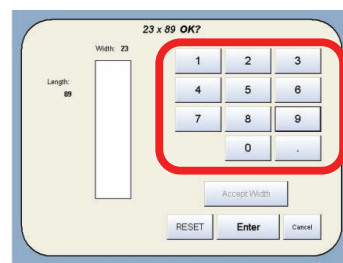 23 x 89 OK?
Width: 23
Length:
89
1 2 3
4 5 6
7 8 9
0 .
Accept Width
RESET Enter Cancel